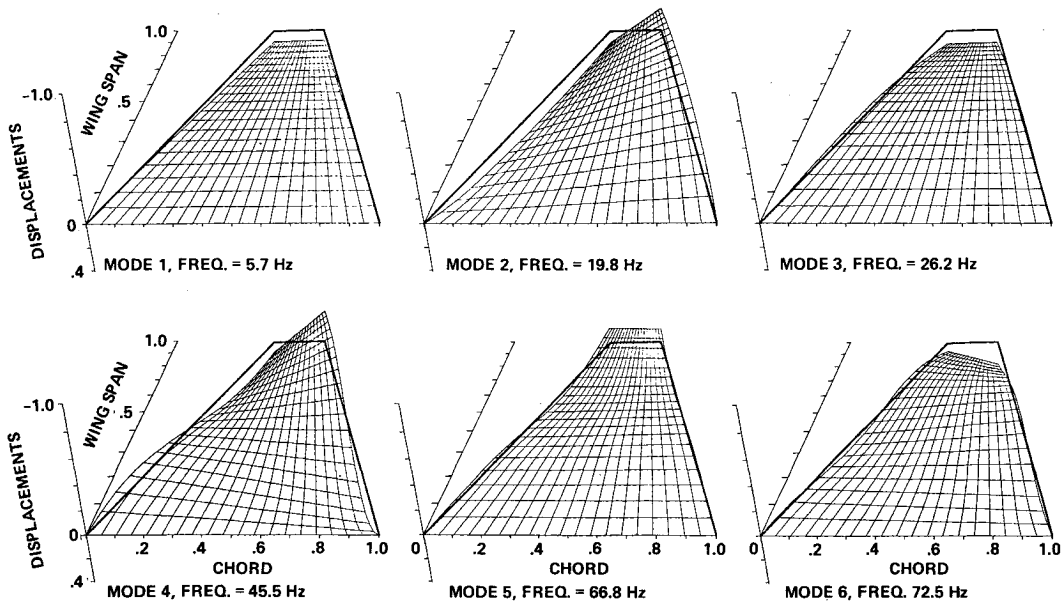 1.0
WING SPAN
.5
-1.0
DISPLACEMENTS
0
.4
MODE 1, FREQ. = 5.7 Hz
MODE 2, FREQ. = 19.8 Hz
MODE 3, FREQ. = 26.2 Hz
1.0
WING SPAN
.5
-1.0
DISPLACEMENTS
0
.4
.2 .4 .6 .8 1.0
0 .2 .4 .6 .8 1.0
0 .2 .4 .6 .8 1.0
CHORD
CHORD
CHORD
MODE 4, FREQ. = 45.5 Hz
MODE 5, FREQ. = 66.8 Hz
MODE 6, FREQ. 72.5 Hz